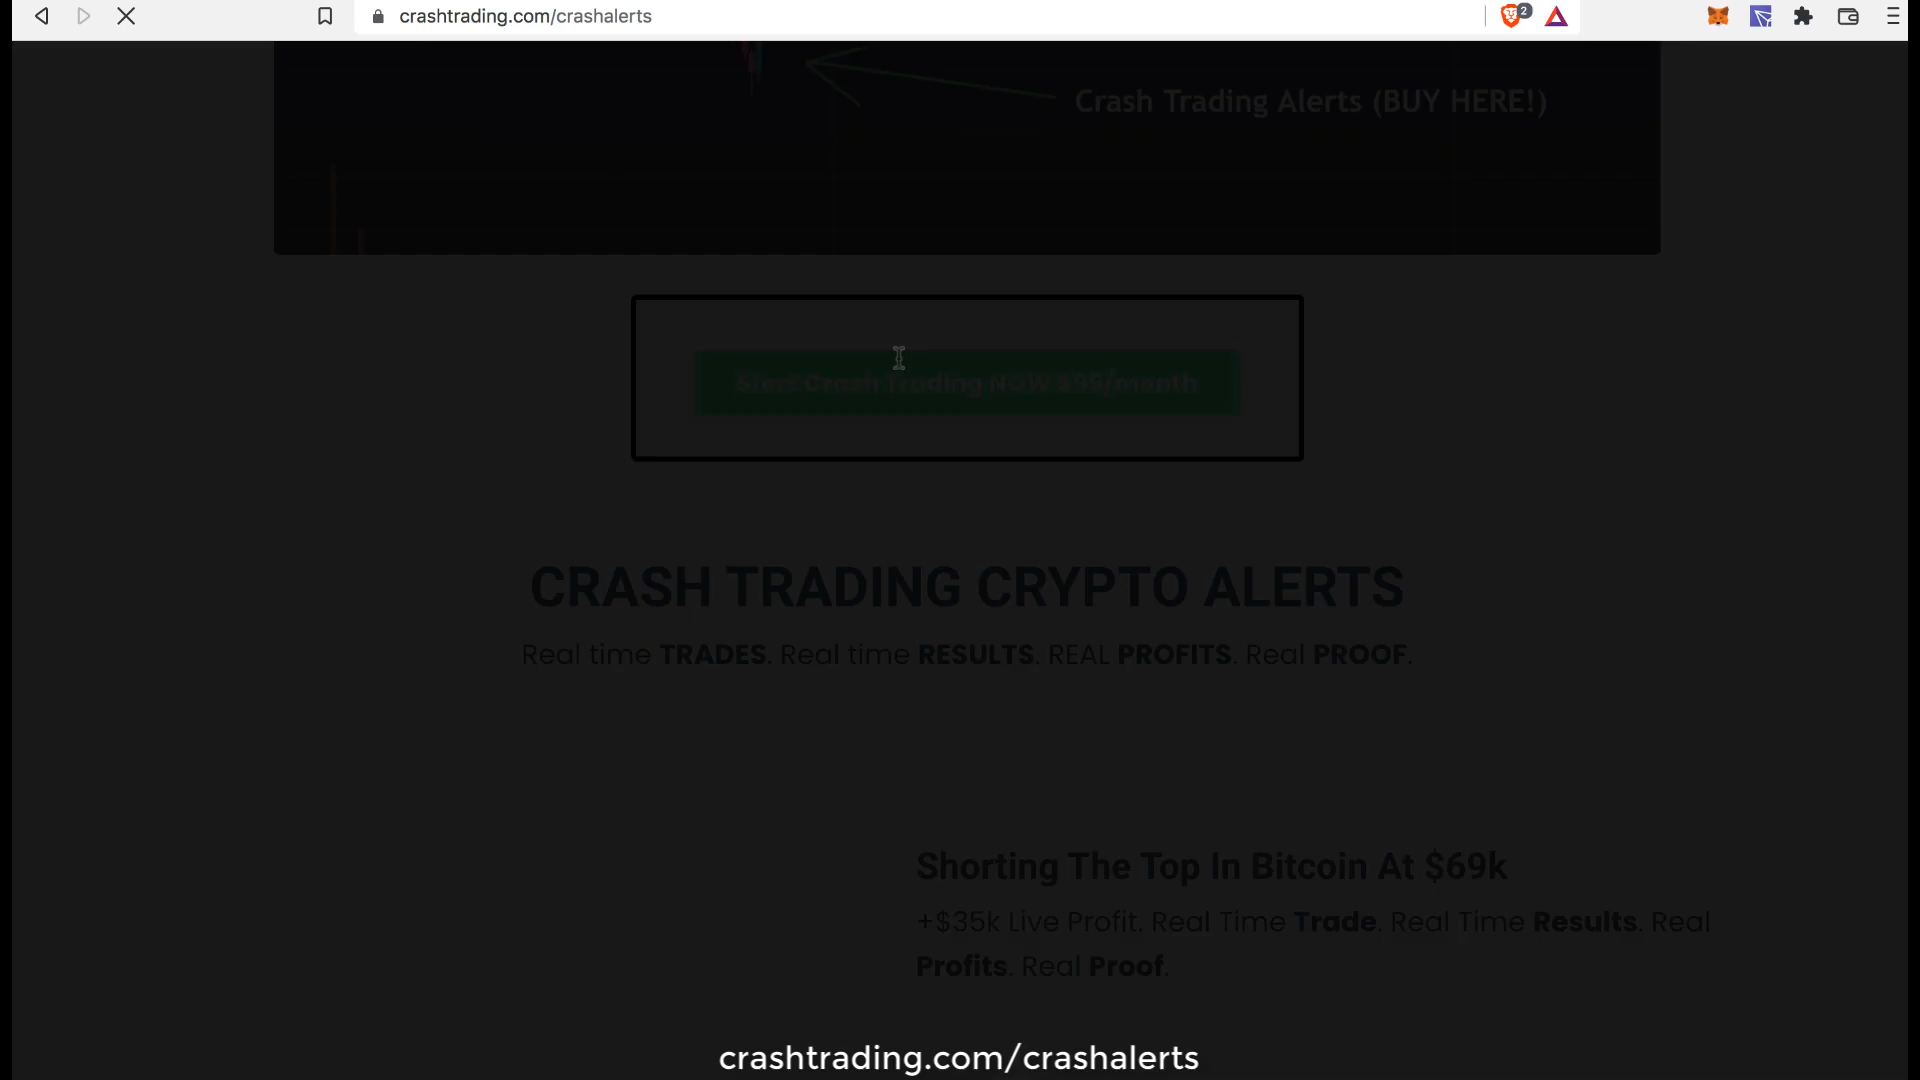 crashtrading.com/crashalerts
2
Crash Trading Alerts (BUY HERE!)
Start Crash Trading NOW $99/month
CRASH TRADING CRYPTO ALERTS
Real time TRADES. Real time RESULTS. REAL PROFITS. Real PROOF.
Shorting The Top In Bitcoin At $69k
+$35k Live Profit. Real Time Trade. Real Time Results. Real
Profits. Real Proof.
crashtrading.com/crashalerts